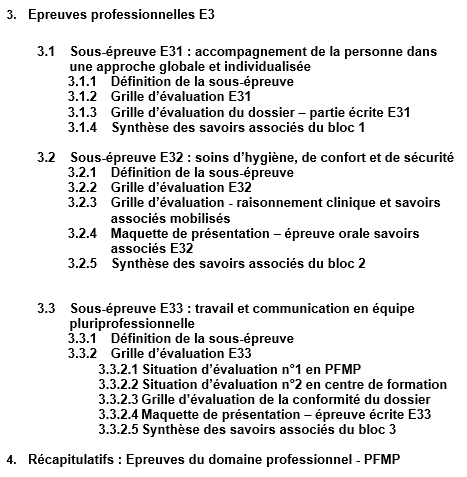 3. Epreuves professionnelles E3
3.1 Sous-épreuve E31 : accompagnement de la personne dans
une approche globale et individualisée
3.1.1 Définition de la sous-épreuve
3.1.2 Grille d’évaluation E31
3.1.3 Grille d’évaluation du dossier – partie écrite E31
3.1.4 Synthèse des savoirs associés du bloc 1
3.2 Sous-épreuve E32 : soins d’hygiène, de confort et de sécurité
3.2.1 Définition de la sous-épreuve
3.2.2 Grille d’évaluation E32
3.2.3 Grille d’évaluation - raisonnement clinique et savoirs
associés mobilisés
3.2.4 Maquette de présentation – épreuve orale savoirs
associés E32
3.2.5 Synthèse des savoirs associés du bloc 2
3.3 Sous-épreuve E33 : travail et communication en équipe
pluriprofessionnelle
3.3.1 Définition de la sous-épreuve
3.3.2 Grille d’évaluation E33
3.3.2.1 Situation d’évaluation n°1 en PFMP
3.3.2.2 Situation d’évaluation n°2 en centre de formation
3.3.2.3 Grille d’évaluation de la conformité du dossier
3.3.2.4 Maquette de présentation – épreuve écrite E33
3.3.2.5 Synthèse des savoirs associés du bloc 3
4. Récapitulatifs : Epreuves du domaine professionnel - PFMP